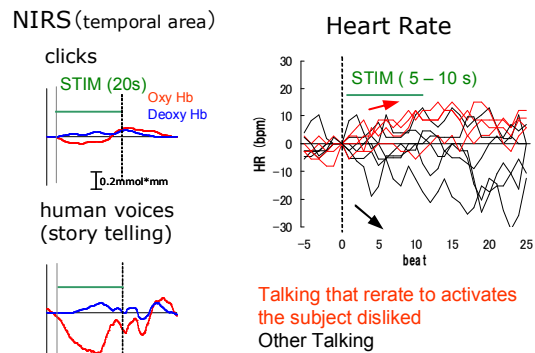 NIRS(temporal area)
clicks
STIM (20s)
Oxy Hb
Deoxy Hb
0.2mmol*mm
human voices
(story telling)
Heart Rate
STIM ( 5 – 10 s)
HR (bpm)
30
20
10
0
-10
-20
-30
-5 0 5 10 15 20 25
beat
Talking that rerate to activates
the subject disliked
Other Talking